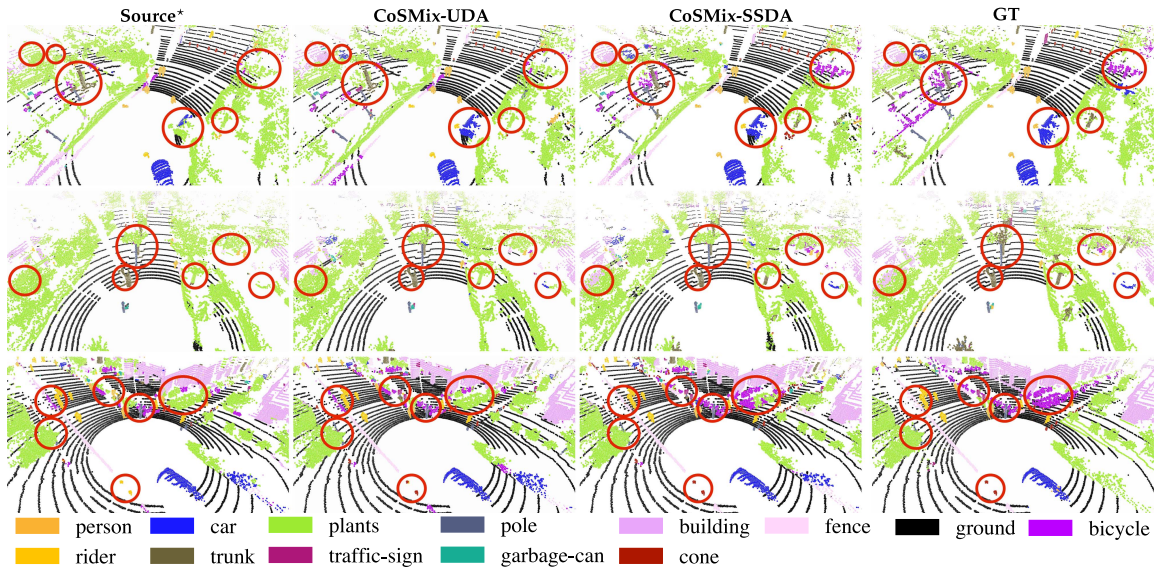 Source* CoSMix-UDA CoSMix-SSDA GT
person car plants pole building fence ground bicycle
rider trunk traffic-sign garbage-can cone